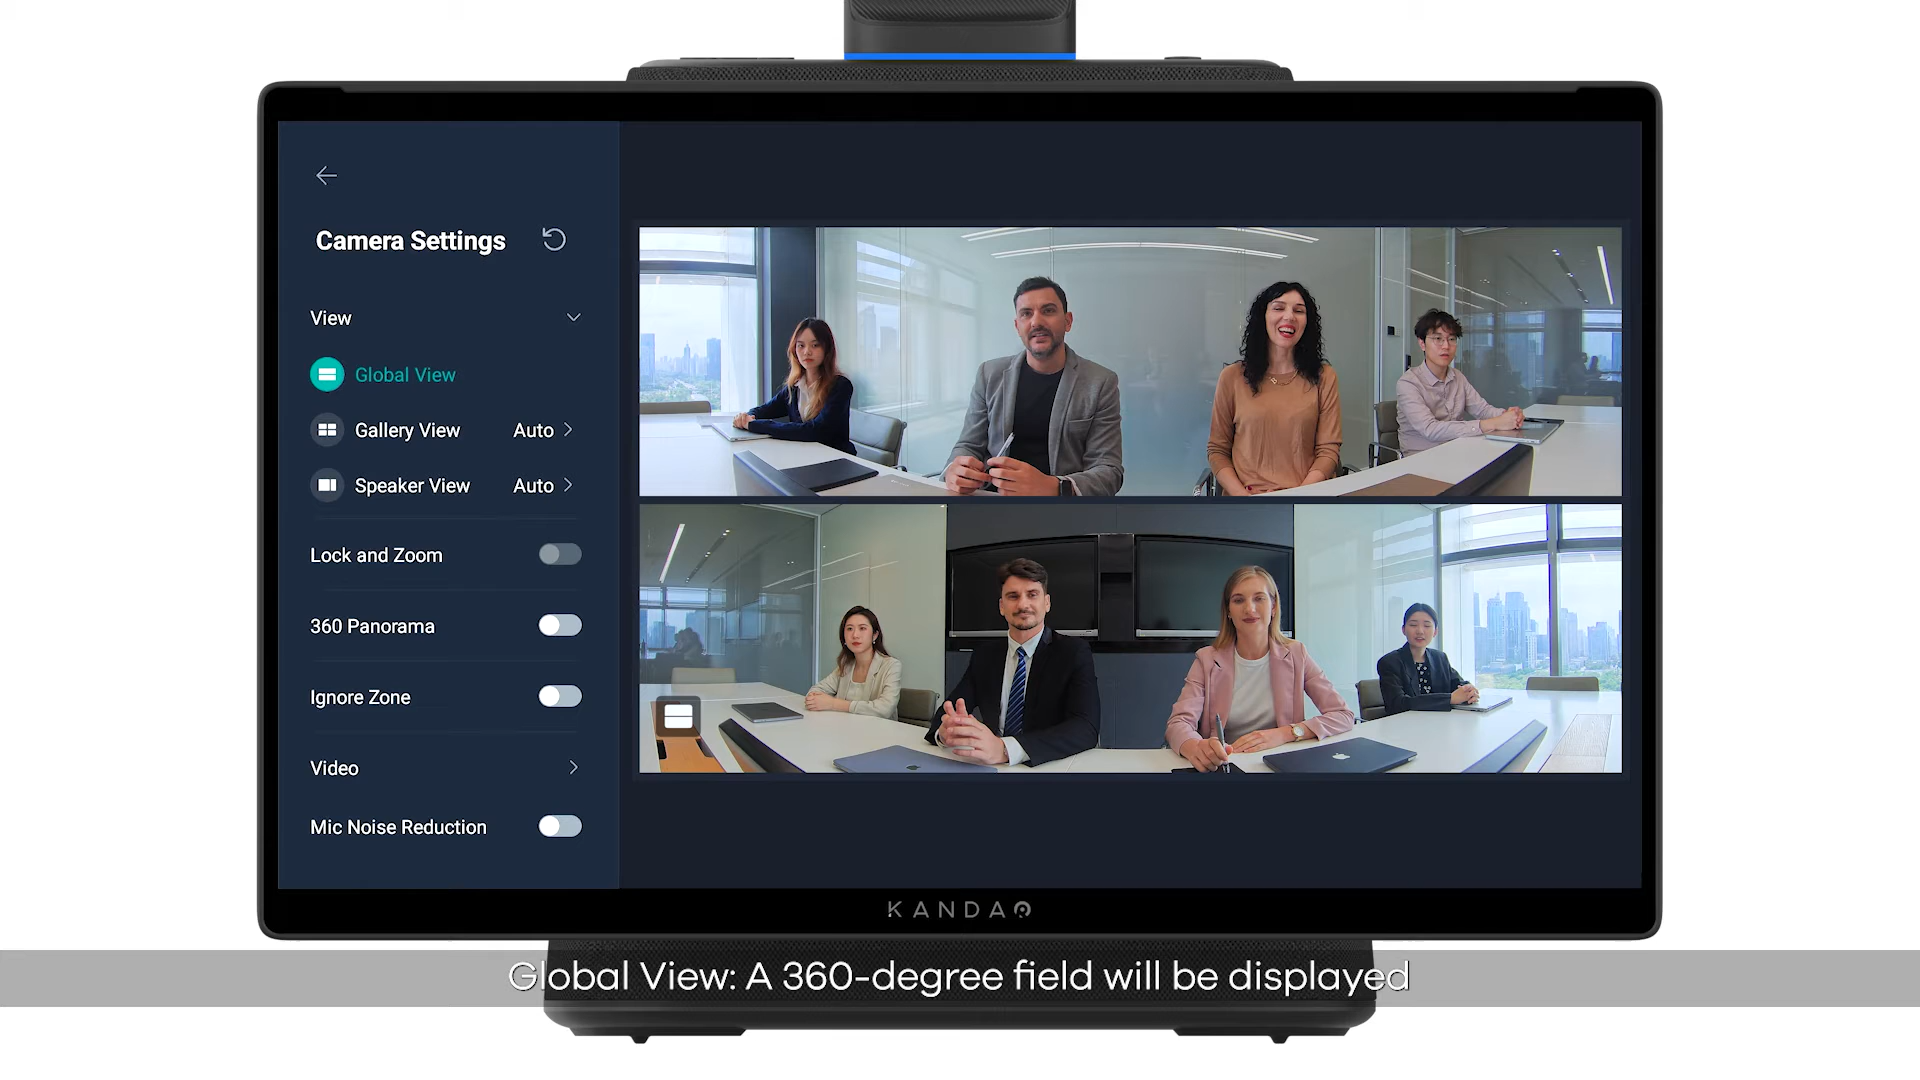 Camera Settings
View
Global View
Gallery View Auto
Speaker View Auto
Lock and Zoom
360 Panorama
Ignore Zone
Video
Mic Noise Reduction
KANDAO
Global View: A 360-degree field will be displayed